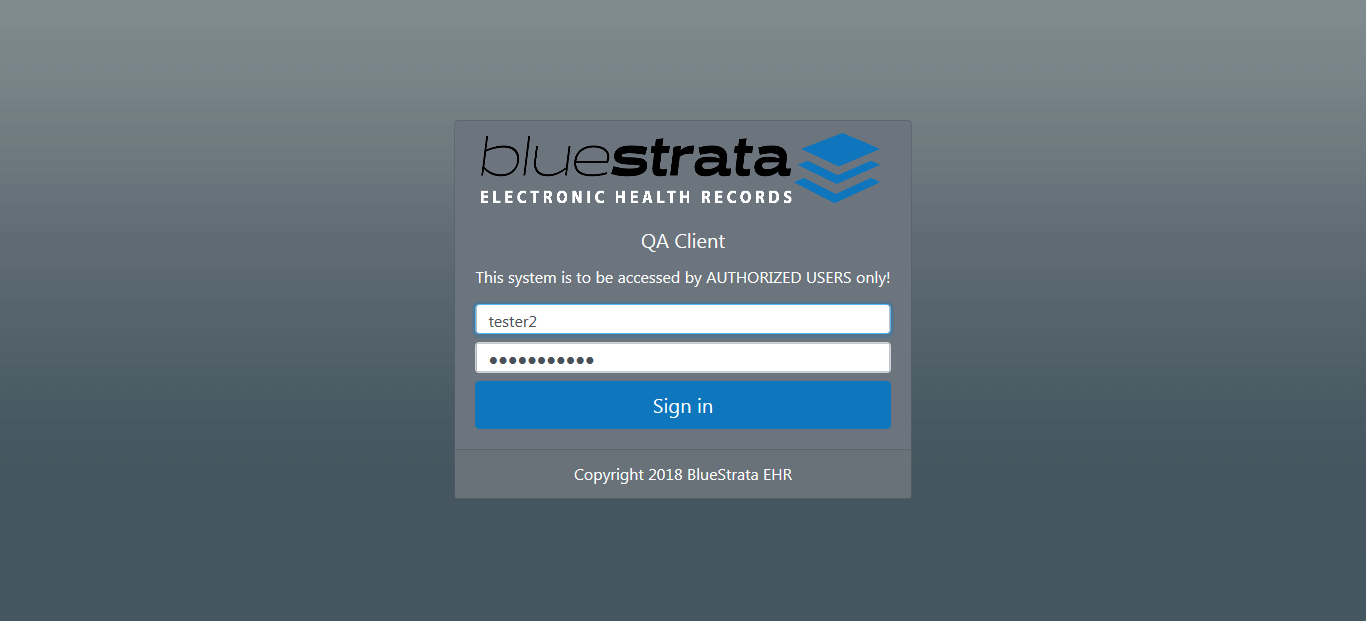 bluestrata
ELECTRONIC HEALTH RECORDS
QA Client
This system is to be accessed by AUTHORIZED USERS only!
tester2
●●●●●●●●●●●
Sign in
Copyright 2018 BlueStrata EHR